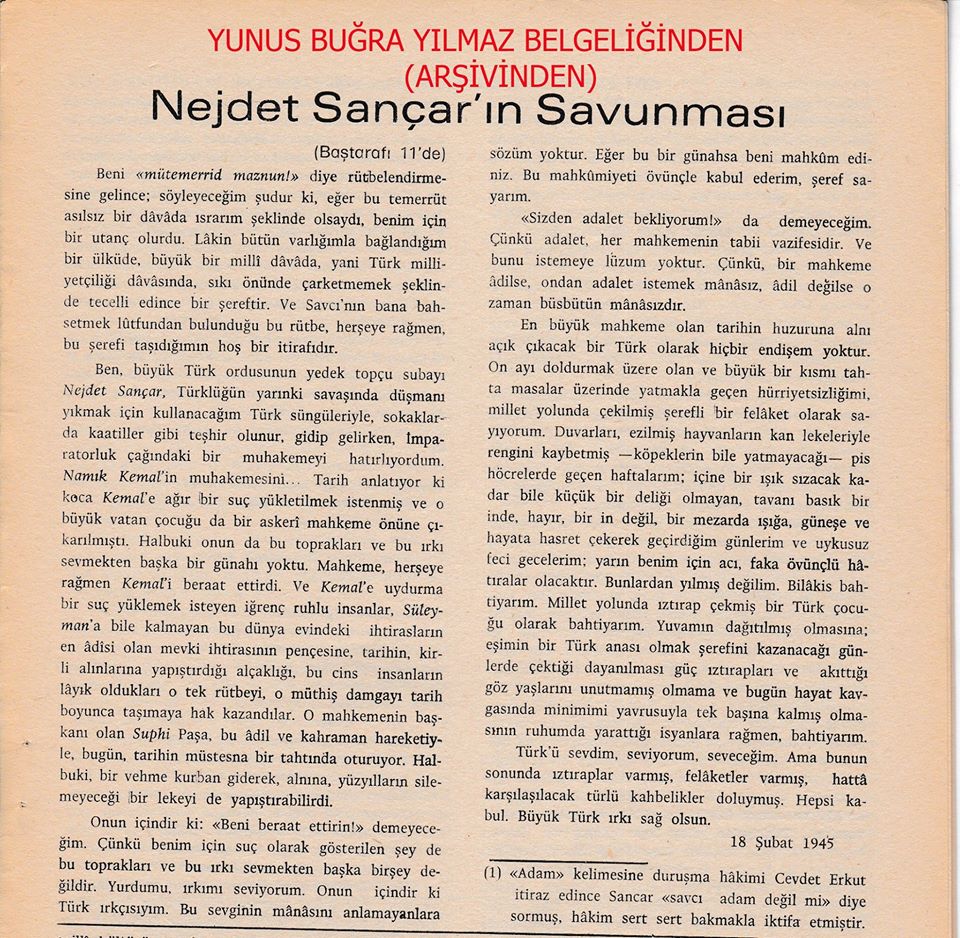 YUNUS BUĞRA YILMAZ BELGELİĞİNDEN
(ARŞİVİNDEN)
Nejdet Sançar'ın Savunması
(Baştarafı 11'de)
Beni «mütemerrid maznun!» diye rütbelendirme-
sine gelince; söyleyeceğim şudur ki, eğer bu temerrüt
asılsız bir dâvâda ısrarım şeklinde olsaydı, benim için
bir utanç olurdu. Lâkin bütün varlığımla bağlandığım
bir ülküde, büyük bir millî dâvâda, yani Türk milli-
yetçiliği dâvâsında, sıkı önünde çarketmemek şeklin-
de tecelli edince bir şereftir. Ve Savcı'nın bana bah-
setmek lûtfundan bulunduğu bu rütbe, herşeye rağmen,
bu şerefi taşıdığımın hoş bir itirafıdır.
Ben, büyük Türk ordusunun yedek topçu subayı
Nejdet Sançar, Türklüğün yarınki savaşında düşmanı
yıkmak için kullanacağım Türk süngüleriyle, sokaklar-
da kaatiller gibi teşhir olunur, gidip gelirken, İmpa-
ratorluk çağındaki bir muhakemeyi hatırlıyordum.
Namık Kemal'in muhakemesini... Tarih anlatıyor ki
koca Kemal'e ağır bir suç yükletilmek istenmiş ve o
büyük vatan çocuğu da bir askerî mahkeme önüne çı-
karılmıştı. Halbuki onun da bu toprakları ve bu ırkı
sevmekten başka bir günahı yoktu. Mahkeme, herşeye
rağmen Kemal'i beraat ettirdi. Ve Kemal'e uydurma
bir suç yüklemek isteyen iğrenç ruhlu insanlar, Süley-
man'a bile kalmayan bu dünya evindeki ihtirasların
en âdîsi olan mevki ihtirasının pençesine, tarihin, kir-
li alınlarına yapıştırdığı alçaklığı, bu cins insanların
lâyık oldukları o tek rütbeyi, o müthiş damgayı tarih
boyunca taşımaya hak kazandılar. O mahkemenin baş-
kanı olan Suphi Paşa, bu âdil ve kahraman hareketiy-
le, bugün, tarihin müstesna bir tahtında oturuyor. Hal-
buki, bir vehme kurban giderek, alnına, yüzyılların sile-
meyeceği bir lekeyi de yapıştırabilirdi.
Onun içindir ki: «Beni beraat ettirin!» demeyece-
ğim. Çünkü benim için suç olarak gösterilen şey de
bu toprakları ve bu ırkı sevmekten başka birşey de-
ğildir. Yurdumu, ırkımı seviyorum. Onun içindir ki
Türk ırkçısıyım. Bu sevginin mânâsını anlamayanlara
sözüm yoktur. Eğer bu bir günahsa beni mahkûm edi-
niz. Bu mahkûmiyeti övünçle kabul ederim, şeref sa-
yarım.
«Sizden adalet bekliyorum!» da demeyeceğim.
Çünkü adalet, her mahkemenin tabii vazifesidir. Ve
bunu istemeye lüzum yoktur. Çünkü, bir mahkeme
âdilse, ondan adalet istemek mânâsız, âdil değilse o
zaman büsbütün mânâsızdır.
En büyük mahkeme olan tarihin huzuruna alnı
açık çıkacak bir Türk olarak hiçbir endişem yoktur.
On ayı doldurmak üzere olan ve büyük bir kısmı tah-
ta masalar üzerinde yatmakla geçen hürriyetsizliğimi,
millet yolunda çekilmiş şerefli bir felâket olarak sa-
yıyorum. Duvarları, ezilmiş hayvanların kan lekeleriyle
rengini kaybetmiş —köpeklerin bile yatmayacağı— pis
höcrelerde geçen haftalarım; içine bir ışık sızacak ka-
dar bile küçük bir deliği olmayan, tavanı basık bir
inde, hayır, bir in değil, bir mezarda ışığa, güneşe ve
hayata hasret çekerek geçirdiğim günlerim ve uykusuz
feci gecelerim; yarın benim için acı, faka övünçlü hâ-
tıralar olacaktır. Bunlardan yılmış değilim. Bilâkis bah-
tiyarım. Millet yolunda ıztırap çekmiş bir Türk çocu-
ğu olarak bahtiyarım. Yuvamın dağıtılmış olmasına;
eşimin bir Türk anası olmak şerefini kazanacağı gün-
lerde çektiği dayanılması güç ıztırapları ve akıttığı
göz yaşlarını unutmamış olmama ve bugün hayat kav-
gasında minimimi yavrusuyla tek başına kalmış olma-
sının ruhumda yarattığı isyanlara rağmen, bahtiyarım.
Türk'ü sevdim, seviyorum, seveceğim. Ama bunun
sonunda ıztıraplar varmış, felâketler varmış, hattâ
karşılaşılacak türlü kahbelikler doluymuş. Hepsi ka-
bul. Büyük Türk ırkı sağ olsun.
18 Şubat 1945
(1) «Adam» kelimesine duruşma hâkimi Cevdet Erkut
itiraz edince Sancar «savcı adam değil mi» diye
sormuş, hâkim sert sert bakmakla iktifa etmiştir.